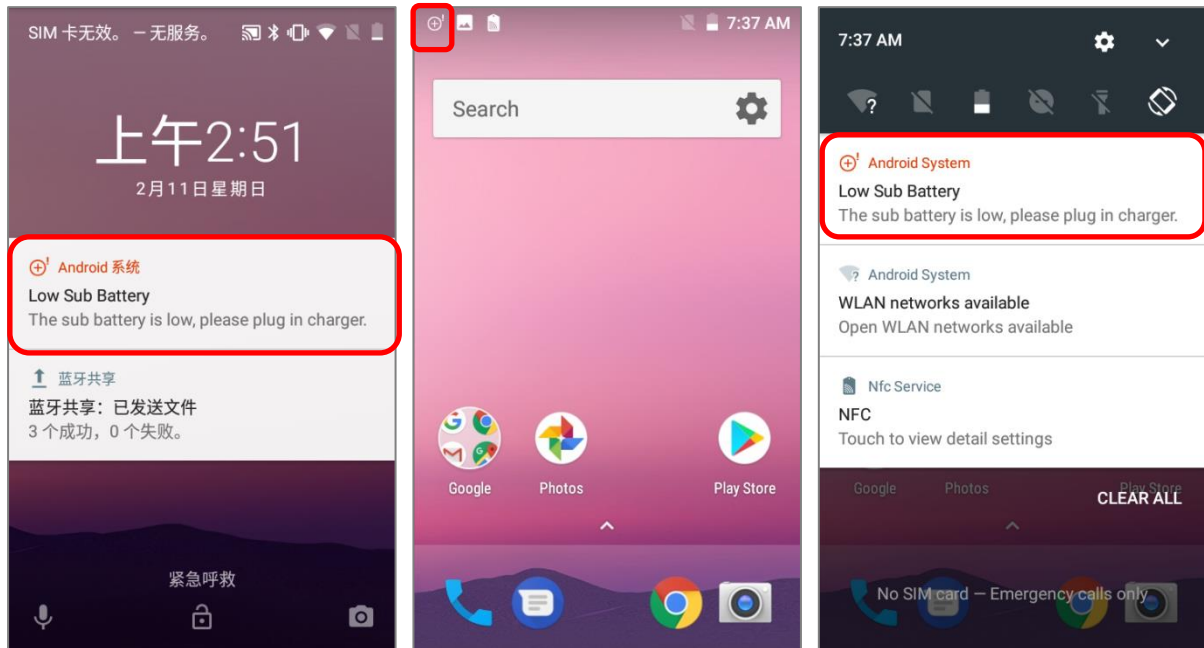 SIM 卡无效。 – 无服务。
上午2:51
2月11日星期日
Android 系统
Low Sub Battery
The sub battery is low, please plug in charger.
蓝牙共享
蓝牙共享：已发送文件
3 个成功，0 个失败。
紧急呼救
7:37 AM
Search
Google
Photos
Play Store
7:37 AM
Android System
Low Sub Battery
The sub battery is low, please plug in charger.
Android System
WLAN networks available
Open WLAN networks available
Nfc Service
NFC
Touch to view detail settings
Google
Photos
Play Store
CLEAR ALL
No SIM card – Emergency calls only